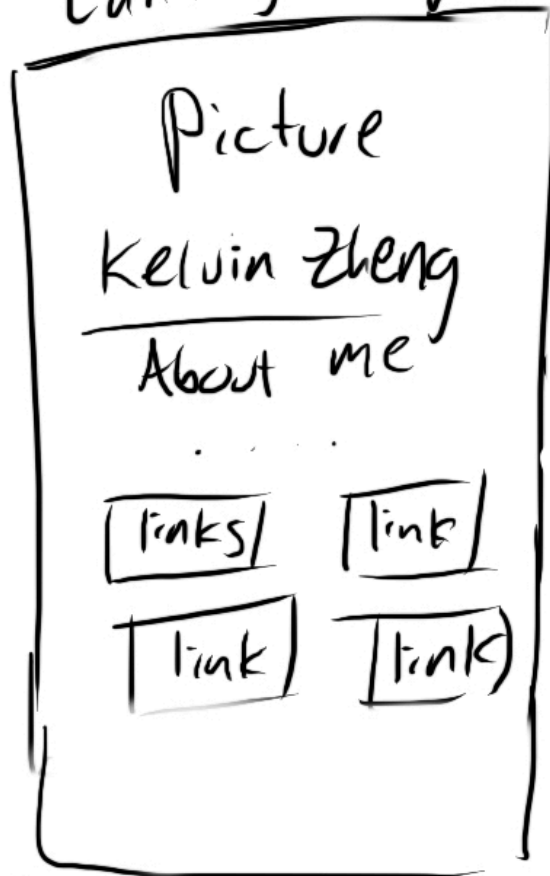 Picture
Kelvin Zheng
About me
. . . .
links link
link link